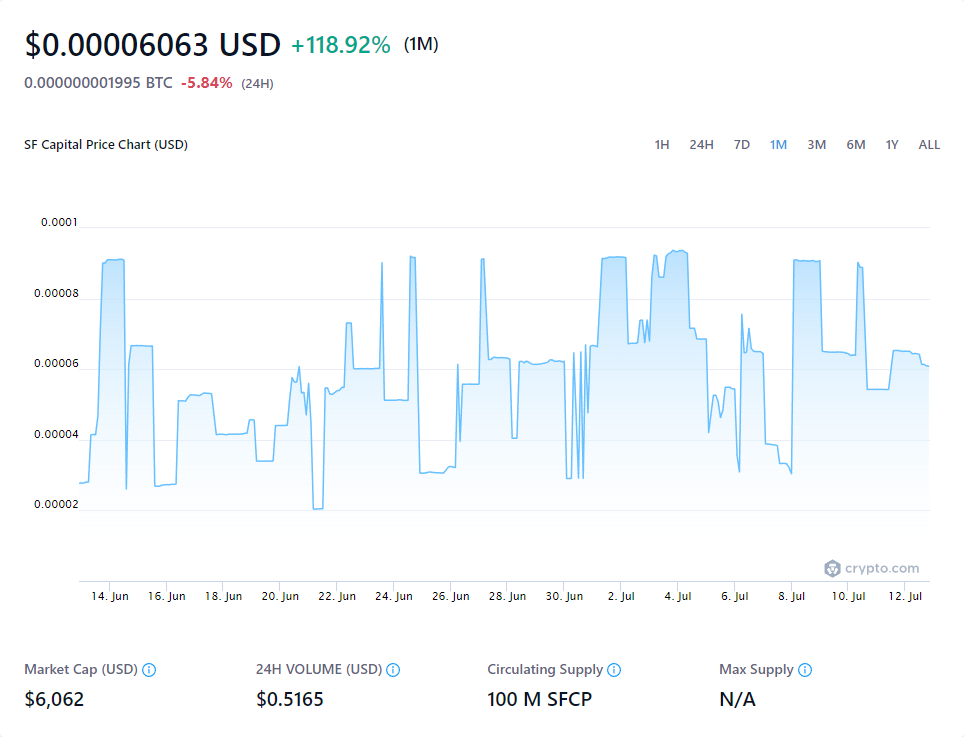 $0.00006063 USD +118.92% (1M)
0.000000001995 BTC -5.84% (24H)
SF Capital Price Chart (USD)
1H 24H 7D 1M 3M 6M 1Y ALL
0.0001
0.00008
0.00006
0.00004
0.00002
crypto.com
14. Jun 16. Jun 18. Jun 20. Jun 22. Jun 24. Jun 26. Jun 28. Jun 30. Jun 2. Jul 4. Jul 6. Jul 8. Jul 10. Jul 12. Jul
Market Cap (USD) 24H VOLUME (USD) Circulating Supply Max Supply
$6,062 $0.5165 100 M SFCP N/A